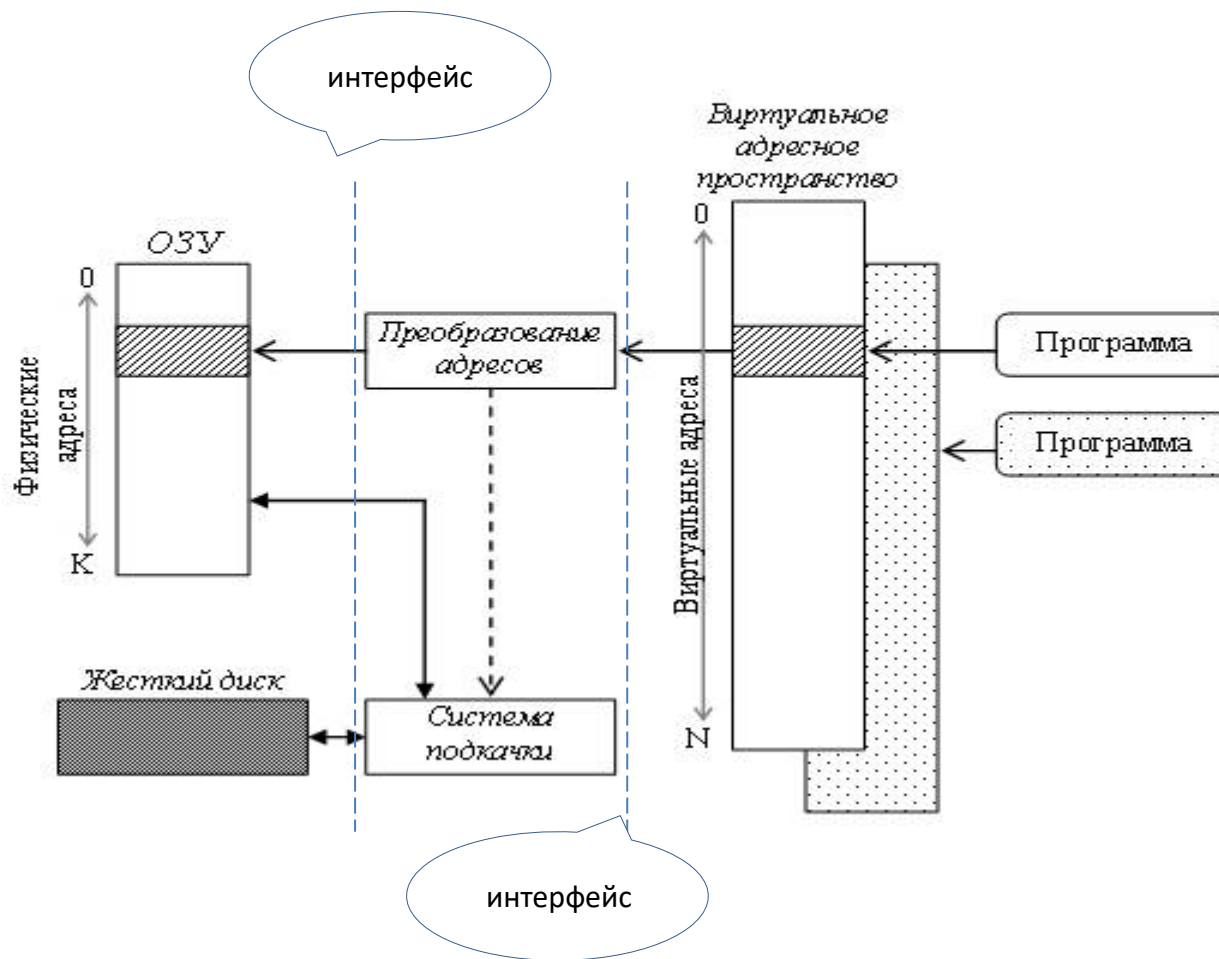 интерфейс
Виртуальное
адресное
пространство
0
ОЗУ
0
Физические
адреса
K
Преобразование
адресов
Виртуальные адреса
N
Программа
Программа
Жесткий диск
Система
подкачки
интерфейс